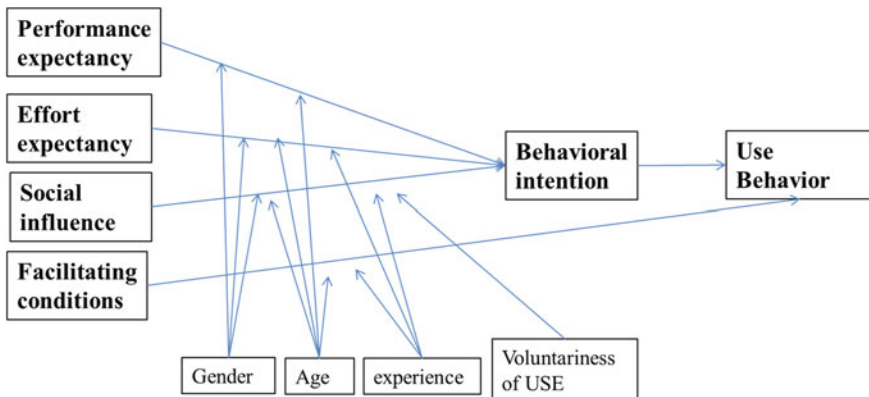 Performance
expectancy
Effort
expectancy
Social
influence
Facilitating
conditions
Behavioral
intention
Use
Behavior
Gender
Age
experience
Voluntariness
of USE